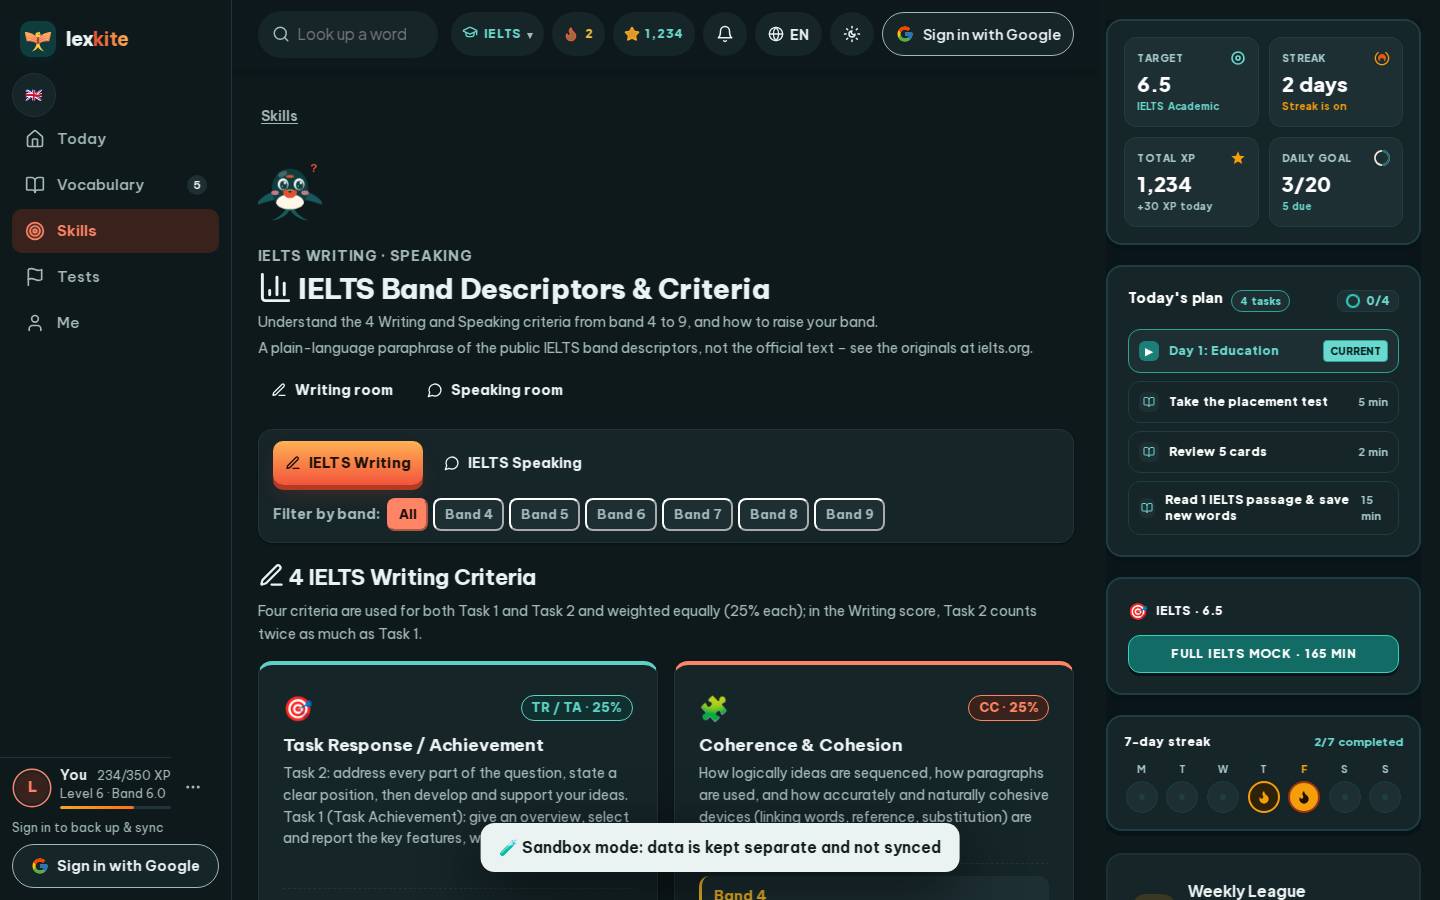 lexkite
Today
Vocabulary 5
Skills
Tests
Me
L
You 234/350 XP
Level 6 · Band 6.0
Sign in to back up & sync
Sign in with Google
Look up a word
IELTS ▾
2
1,234
EN
Sign in with Google
Skills
?
IELTS WRITING · SPEAKING
IELTS Band Descriptors & Criteria
Understand the 4 Writing and Speaking criteria from band 4 to 9, and how to raise your band.
A plain-language paraphrase of the public IELTS band descriptors, not the official text – see the originals at ielts.org.
Writing room Speaking room
IELTS Writing IELTS Speaking
Filter by band: All Band 4 Band 5 Band 6 Band 7 Band 8 Band 9
4 IELTS Writing Criteria
Four criteria are used for both Task 1 and Task 2 and weighted equally (25% each); in the Writing score, Task 2 counts
twice as much as Task 1.
TR / TA · 25%
Task Response / Achievement
Task 2: address every part of the question, state a
clear position, then develop and support your ideas.
Task 1 (Task Achievement): give an overview, select
and report the key features,
CC · 25%
Coherence & Cohesion
How logically ideas are sequenced, how paragraphs
are used, and how accurately and naturally cohesive
devices (linking words, reference, substitution) are
Band 4
Sandbox mode: data is kept separate and not synced
TARGET
6.5
IELTS Academic
STREAK
2 days
Streak is on
TOTAL XP
1,234
+30 XP today
DAILY GOAL
3/20
5 due
Today's plan 4 tasks 0/4
Day 1: Education CURRENT
Take the placement test 5 min
Review 5 cards 2 min
Read 1 IELTS passage & save 15
new words min
IELTS · 6.5
FULL IELTS MOCK · 165 MIN
7-day streak 2/7 completed
M T W T F S S
Weekly League